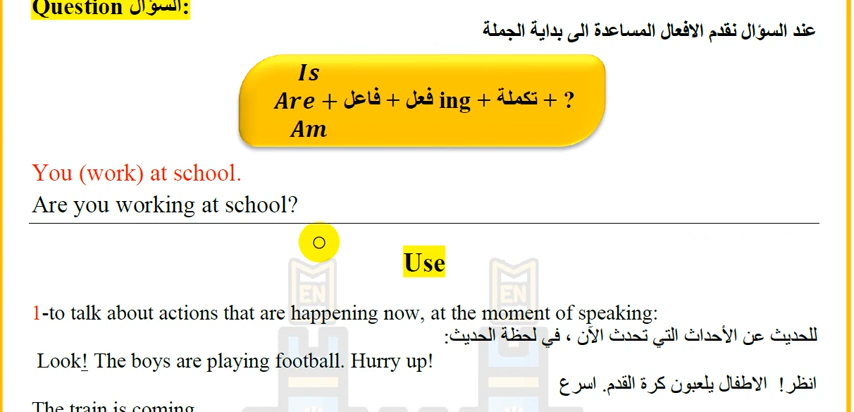 Question السؤال:
عند السؤال نقدم الافعال المساعدة الى بداية الجملة
Is
Are + فاعل + فعل ing + تكملة + ?
Am
You (work) at school.
Are you working at school?
Use
1-to talk about actions that are happening now, at the moment of speaking:
للحديث عن الأحداث التي تحدث الآن ، في لحظة الحديث:
Look! The boys are playing football. Hurry up!
انظر! الاطفال يلعبون كرة القدم. اسرع
The train is coming
EN
EN